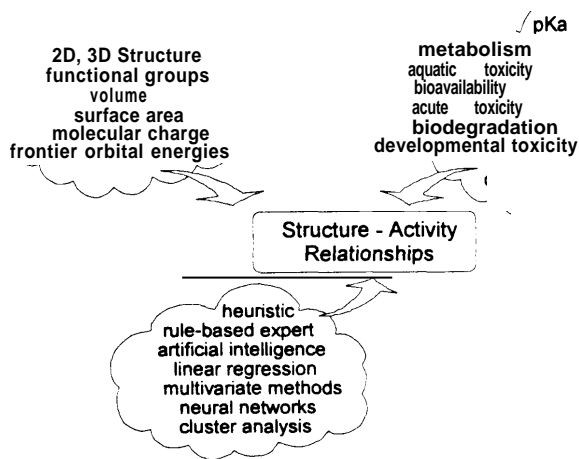 2D, 3D Structure
functional groups
volume
surface area
molecular charge
frontier orbital energies
pKa
metabolism
aquatic toxicity
bioavailability
acute toxicity
biodegradation
developmental toxicity
Structure - Activity
Relationships
heuristic
rule-based expert
artificial intelligence
linear regression
multivariate methods
neural networks
cluster analysis